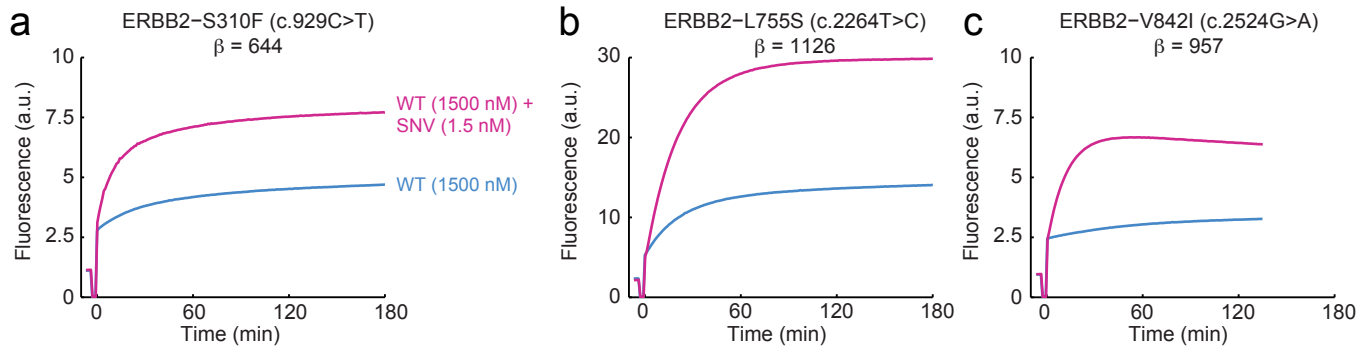 a
ERBB2−S310F (c.929C>T)
β = 644
10
7.5
5
2.5
0
Fluorescence (a.u.)
WT (1500 nM) +
SNV (1.5 nM)
WT (1500 nM)
0 60 120 180
Time (min)
b
ERBB2−L755S (c.2264T>C)
β = 1126
30
20
10
0
Fluorescence (a.u.)
0 60 120 180
Time (min)
c
ERBB2−V842I (c.2524G>A)
β = 957
10
7.5
5
2.5
0
Fluorescence (a.u.)
0 60 120 180
Time (min)